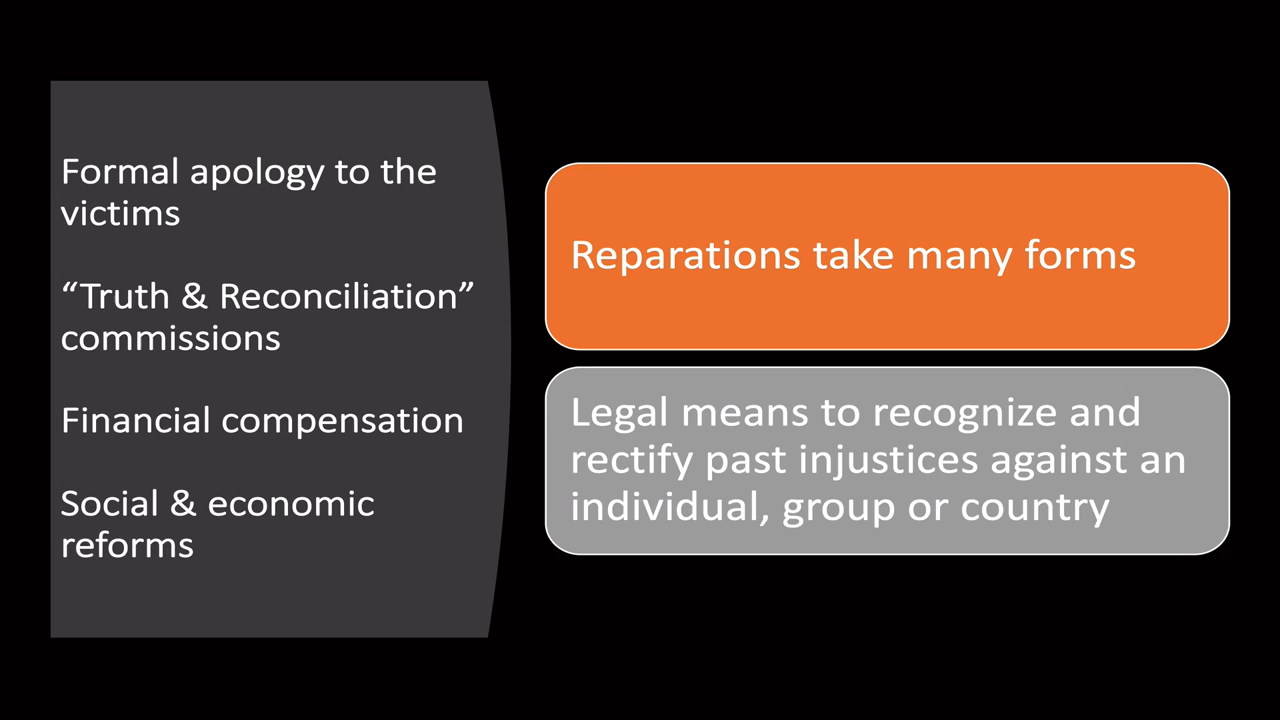 Formal apology to the
victims
“Truth & Reconciliation”
commissions
Financial compensation
Social & economic
reforms
Reparations take many forms
Legal means to recognize and
rectify past injustices against an
individual, group or country